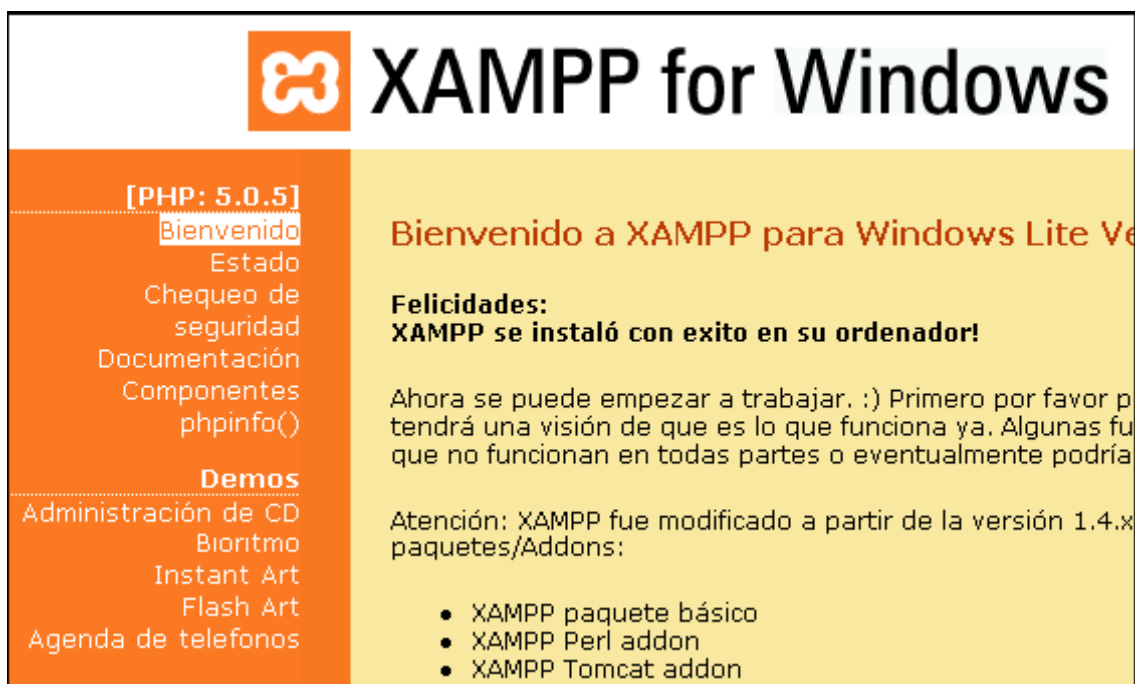 XAMPP for Windows
[PHP: 5.0.5]
Bienvenido
Estado
Chequeo de
seguridad
Documentación
Componentes
phpinfo()
Demos
Administración de CD
Bioritmo
Instant Art
Flash Art
Agenda de telefonos
Bienvenido a XAMPP para Windows Lite Ve
Felicidades:
XAMPP se instaló con exito en su ordenador!
Ahora se puede empezar a trabajar. :) Primero por favor p
tendrá una visión de que es lo que funciona ya. Algunas fu
que no funcionan en todas partes o eventualmente podría
Atención: XAMPP fue modificado a partir de la versión 1.4.x
paquetes/Addons:
• XAMPP paquete básico
• XAMPP Perl addon
• XAMPP Tomcat addon